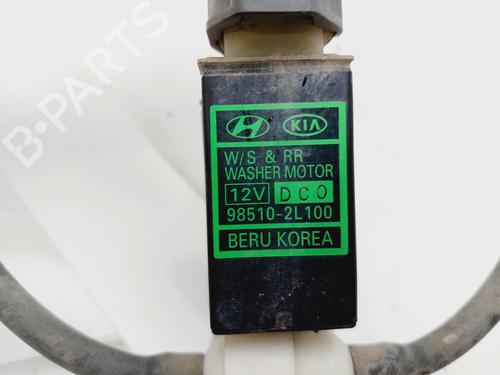 B-Parts
KIA
W/S & RR
WASHER MOTOR
12V DC0
98510-2L100
BERU KOREA